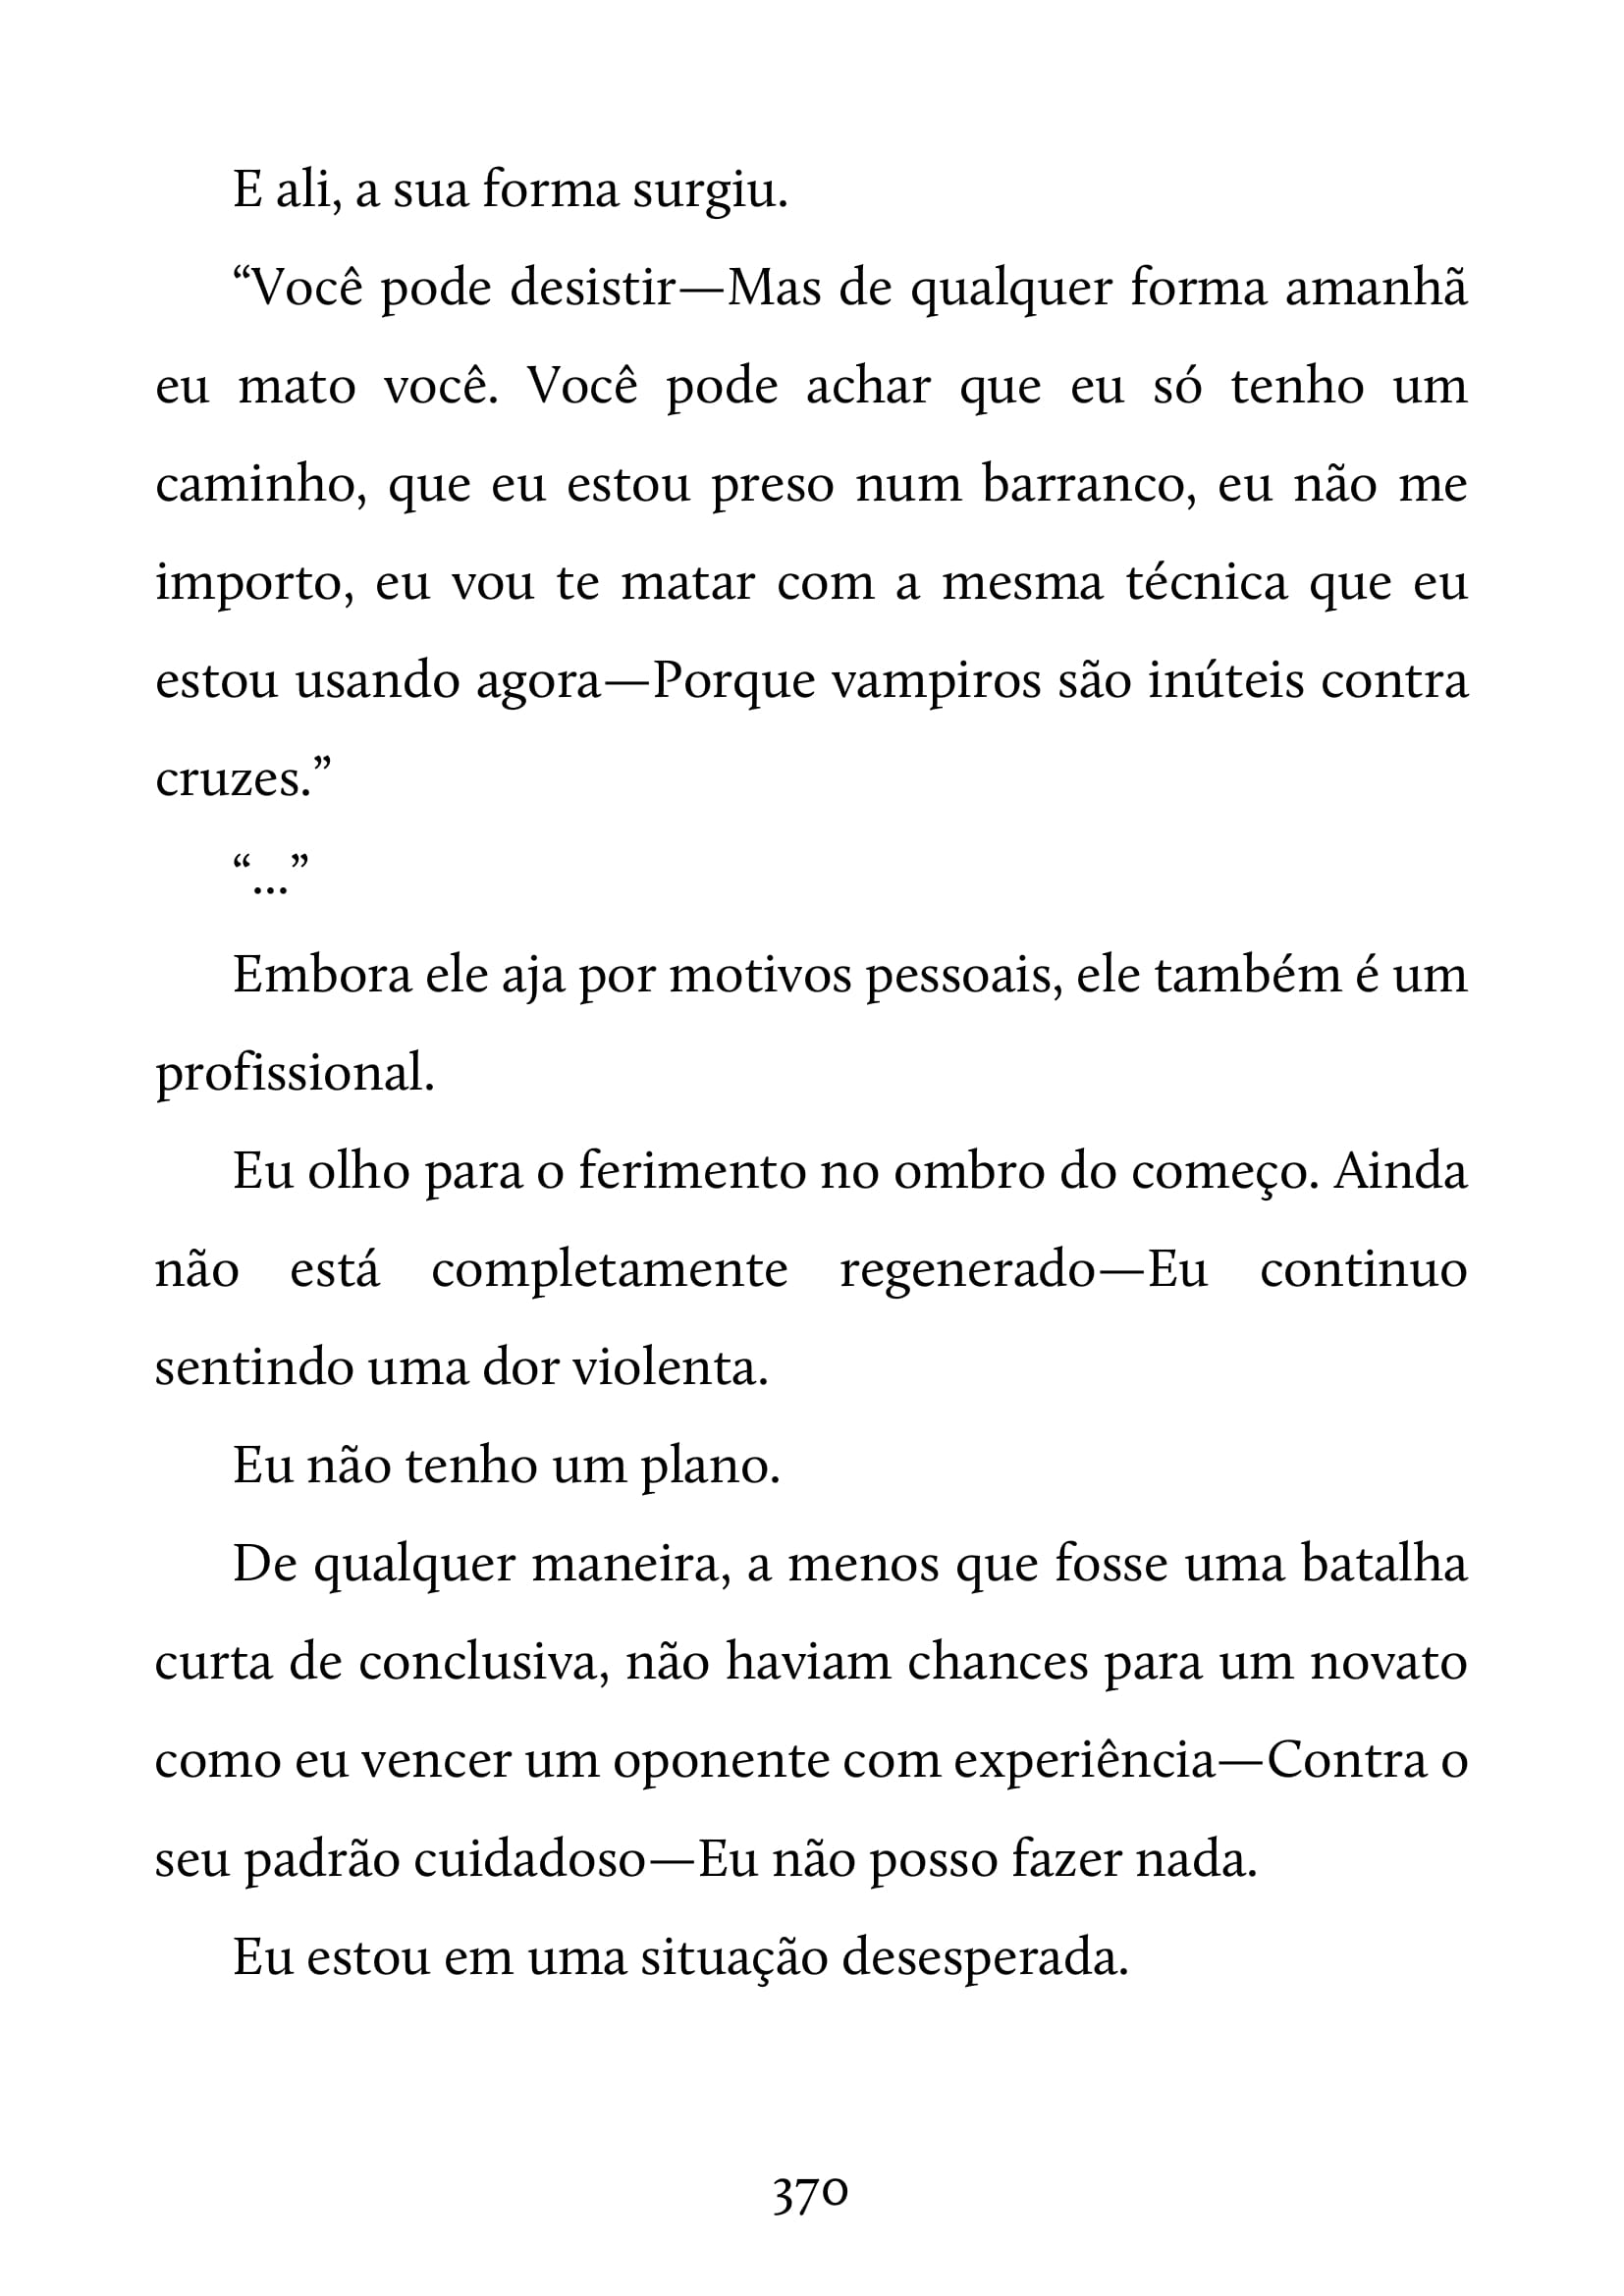 E ali, a sua forma surgiu.
“Você pode desistir—Mas de qualquer forma amanhã
eu mato você. Você pode achar que eu só tenho um
caminho, que eu estou preso num barranco, eu não me
importo, eu vou te matar com a mesma técnica que eu
estou usando agora—Porque vampiros são inúteis contra
cruzes.”
“...”
Embora ele aja por motivos pessoais, ele também é um
profissional.
Eu olho para o ferimento no ombro do começo. Ainda
não está completamente regenerado—Eu continuo
sentindo uma dor violenta.
Eu não tenho um plano.
De qualquer maneira, a menos que fosse uma batalha
curta de conclusiva, não haviam chances para um novato
como eu vencer um oponente com experiência—Contra o
seu padrão cuidadoso—Eu não posso fazer nada.
Eu estou em uma situação desesperada.
370